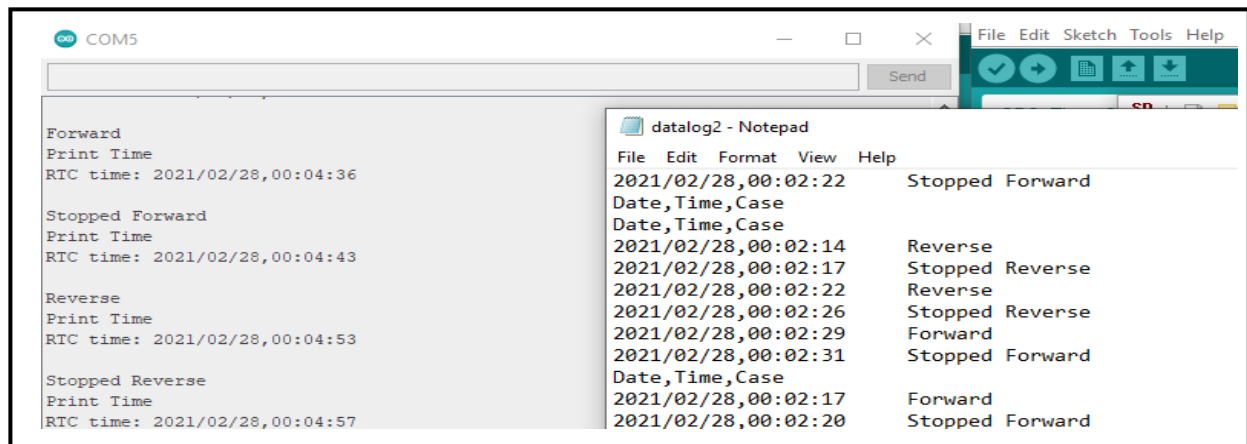 COM5
Send
Forward
Print Time
RTC time: 2021/02/28,00:04:36
Stopped Forward
Print Time
RTC time: 2021/02/28,00:04:43
Reverse
Print Time
RTC time: 2021/02/28,00:04:53
Stopped Reverse
Print Time
RTC time: 2021/02/28,00:04:57
File Edit Sketch Tools Help
datalog2 - Notepad
File Edit Format View Help
2021/02/28,00:02:22 Stopped Forward
Date,Time,Case
Date,Time,Case
2021/02/28,00:02:14 Reverse
2021/02/28,00:02:17 Stopped Reverse
2021/02/28,00:02:22 Reverse
2021/02/28,00:02:26 Stopped Reverse
2021/02/28,00:02:29 Forward
2021/02/28,00:02:31 Stopped Forward
Date,Time,Case
2021/02/28,00:02:17 Forward
2021/02/28,00:02:20 Stopped Forward